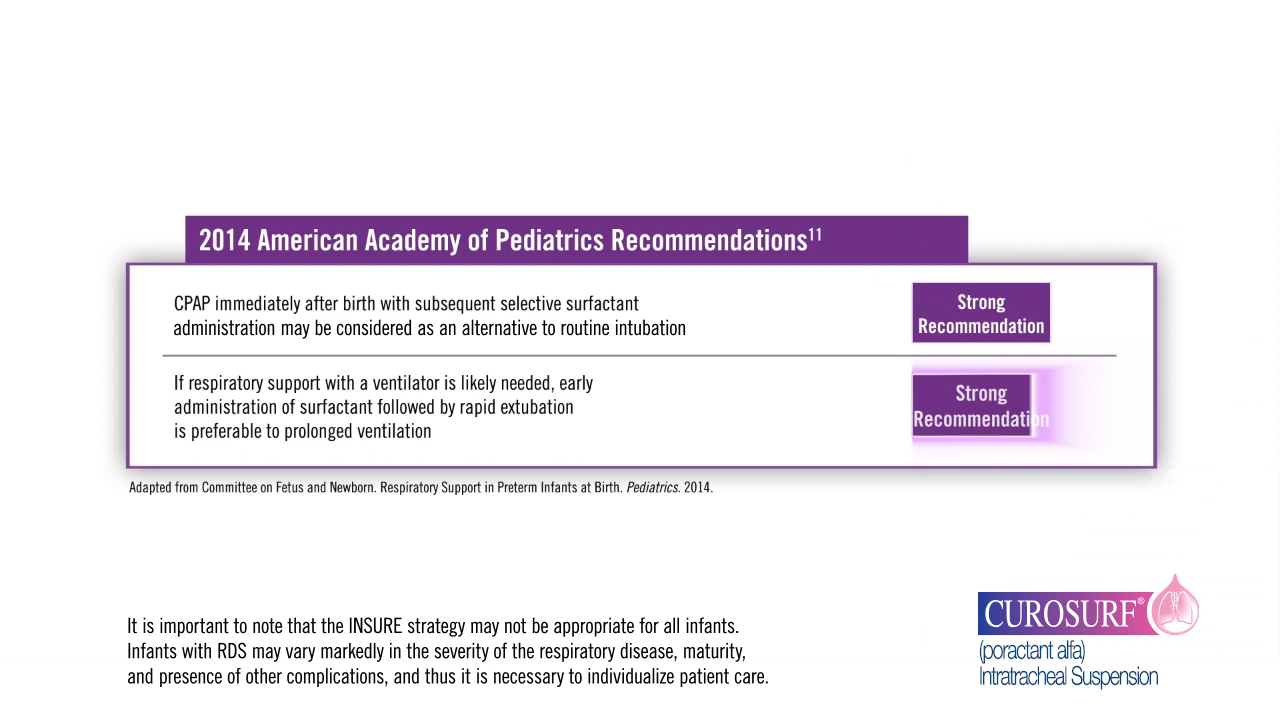 2014 American Academy of Pediatrics Recommendations¹¹
CPAP immediately after birth with subsequent selective surfactant
administration may be considered as an alternative to routine intubation
Strong
Recommendation
If respiratory support with a ventilator is likely needed, early
administration of surfactant followed by rapid extubation
is preferable to prolonged ventilation
Strong
Recommendation
Adapted from Committee on Fetus and Newborn. Respiratory Support in Preterm Infants at Birth. Pediatrics. 2014.
It is important to note that the INSURE strategy may not be appropriate for all infants.
Infants with RDS may vary markedly in the severity of the respiratory disease, maturity,
and presence of other complications, and thus it is necessary to individualize patient care.
CUROSURF®
(poractant alfa)
Intratracheal Suspension